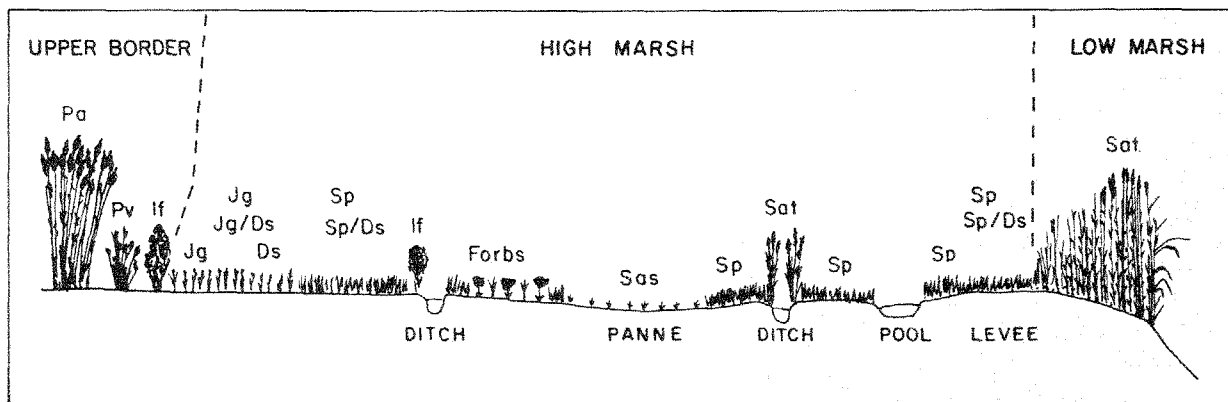 UPPER BORDER HIGH MARSH LOW MARSH
Pa
Sat
Jg Sp Sp
Pv If Jg/Ds Sp/Ds If Sat Sp/Ds
Jg Ds Forbs Sas Sp Sp Sp
DITCH PANNE DITCH POOL LEVEE